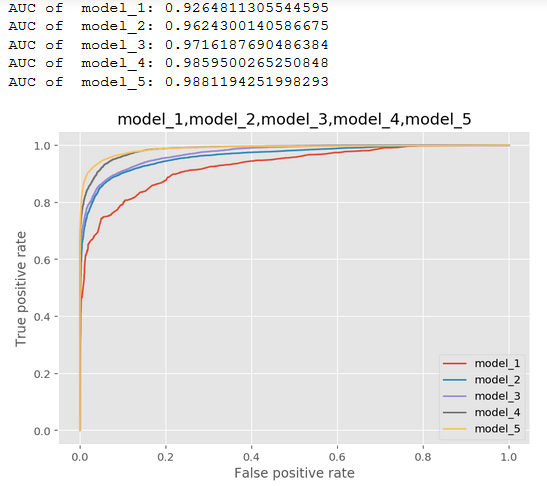 AUC of  model_1: 0.9264811305544595
AUC of  model_2: 0.9624300140586675
AUC of  model_3: 0.9716187690486384
AUC of  model_4: 0.9859500265250848
AUC of  model_5: 0.9881194251998293
model_1,model_2,model_3,model_4,model_5
True positive rate
1.0
0.8
0.6
0.4
0.2
0.0
model_1
model_2
model_3
model_4
model_5
0.0 0.2 0.4 0.6 0.8 1.0
False positive rate